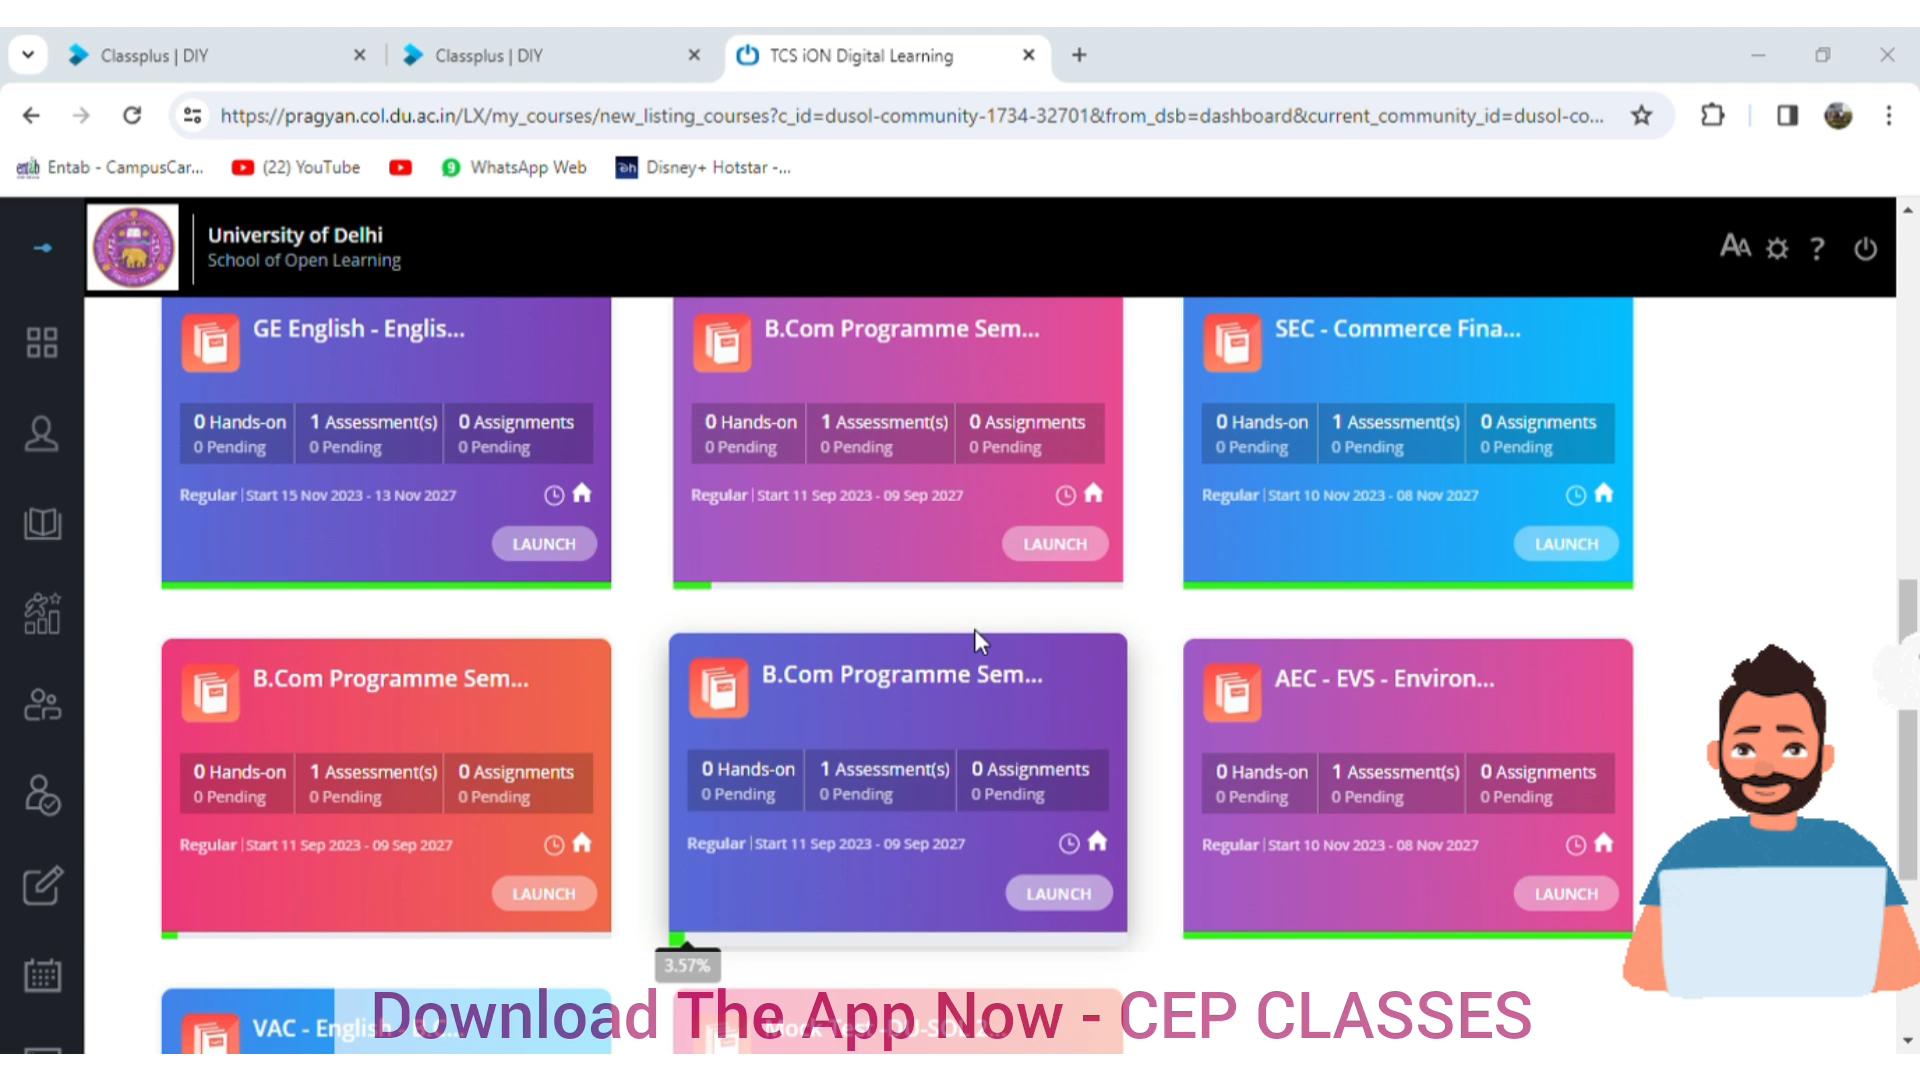 Classplus | DIY
Classplus | DIY
TCS iON Digital Learning
https://pragyan.col.du.ac.in/LX/my_courses/new_listing_courses?c_id=dusol-community-1734-32701&from_dsb=dashboard&current_community_id=dusol-co...
Entab - CampusCar...
(22) YouTube
WhatsApp Web
Disney+ Hotstar -...
University of Delhi
School of Open Learning
GE English - Englis...
0 Hands-on
0 Pending
1 Assessment(s)
0 Pending
0 Assignments
0 Pending
Regular | Start 15 Nov 2023 - 13 Nov 2027
LAUNCH
B.Com Programme Sem...
0 Hands-on
0 Pending
1 Assessment(s)
0 Pending
0 Assignments
0 Pending
Regular | Start 11 Sep 2023 - 09 Sep 2027
LAUNCH
SEC - Commerce Fina...
0 Hands-on
0 Pending
1 Assessment(s)
0 Pending
0 Assignments
0 Pending
Regular | Start 10 Nov 2023 - 08 Nov 2027
LAUNCH
B.Com Programme Sem...
0 Hands-on
0 Pending
1 Assessment(s)
0 Pending
0 Assignments
0 Pending
Regular | Start 11 Sep 2023 - 09 Sep 2027
LAUNCH
B.Com Programme Sem...
0 Hands-on
0 Pending
1 Assessment(s)
0 Pending
0 Assignments
0 Pending
Regular | Start 11 Sep 2023 - 09 Sep 2027
LAUNCH
3.57%
AEC - EVS - Environ...
0 Hands-on
0 Pending
1 Assessment(s)
0 Pending
0 Assignments
0 Pending
Regular | Start 10 Nov 2023 - 08 Nov 2027
LAUNCH
VAC - English
Mock Test DU-SOL
Download The App Now - CEP CLASSES